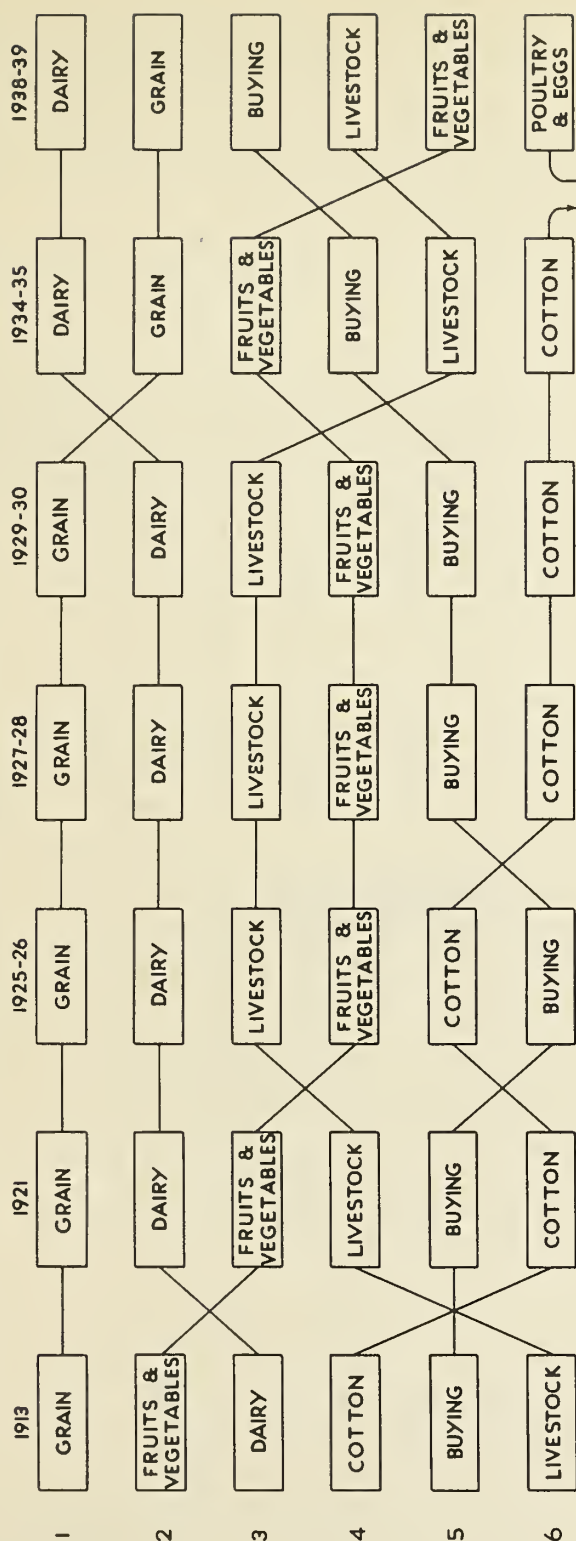 1913 1921 1925-26 1927-28 1929-30 1934-35 1938-39
1 GRAIN GRAIN GRAIN GRAIN GRAIN DAIRY DAIRY
2 FRUITS &
VEGETABLES DAIRY DAIRY DAIRY DAIRY GRAIN GRAIN
3 DAIRY FRUITS &
VEGETABLES LIVESTOCK LIVESTOCK LIVESTOCK FRUITS &
VEGETABLES BUYING
4 COTTON LIVESTOCK FRUITS &
VEGETABLES FRUITS &
VEGETABLES FRUITS &
VEGETABLES BUYING LIVESTOCK
5 BUYING BUYING COTTON BUYING BUYING LIVESTOCK FRUITS &
VEGETABLES
6 LIVESTOCK COTTON BUYING COTTON COTTON COTTON POULTRY
& EGGS